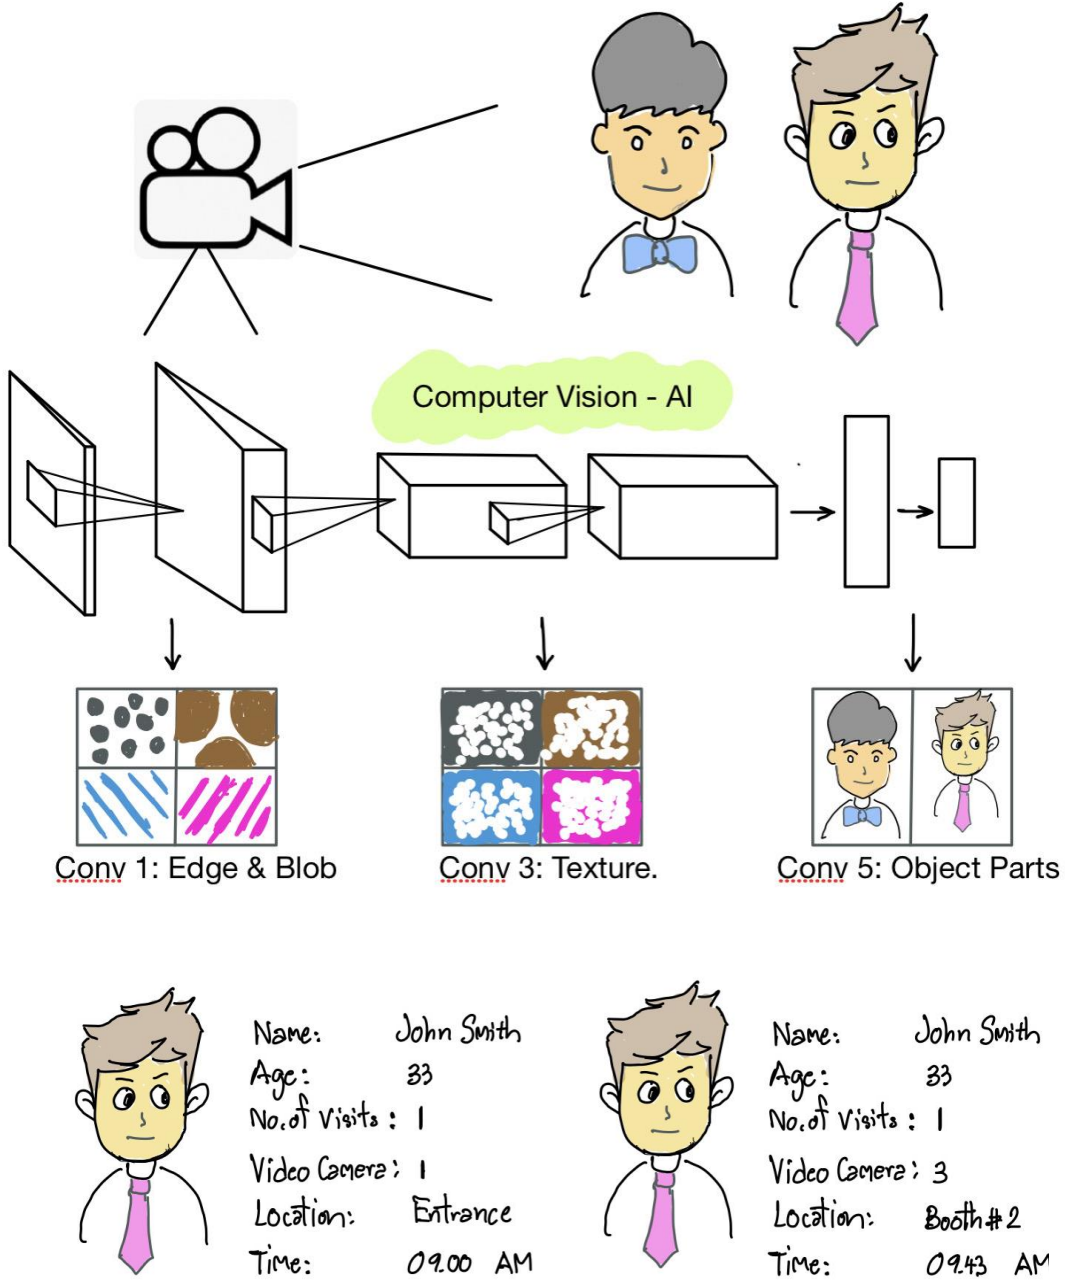 Computer Vision - AI
Conv 1: Edge & Blob
Conv 3: Texture.
Conv 5: Object Parts
Name: John Smith
Age: 33
No. of Visits: 1
Video Camera: 1
Location: Entrance
Time: 09.00 AM
Name: John Smith
Age: 33
No. of Visits: 1
Video Camera: 3
Location: Booth #2
Time: 09.43 AM